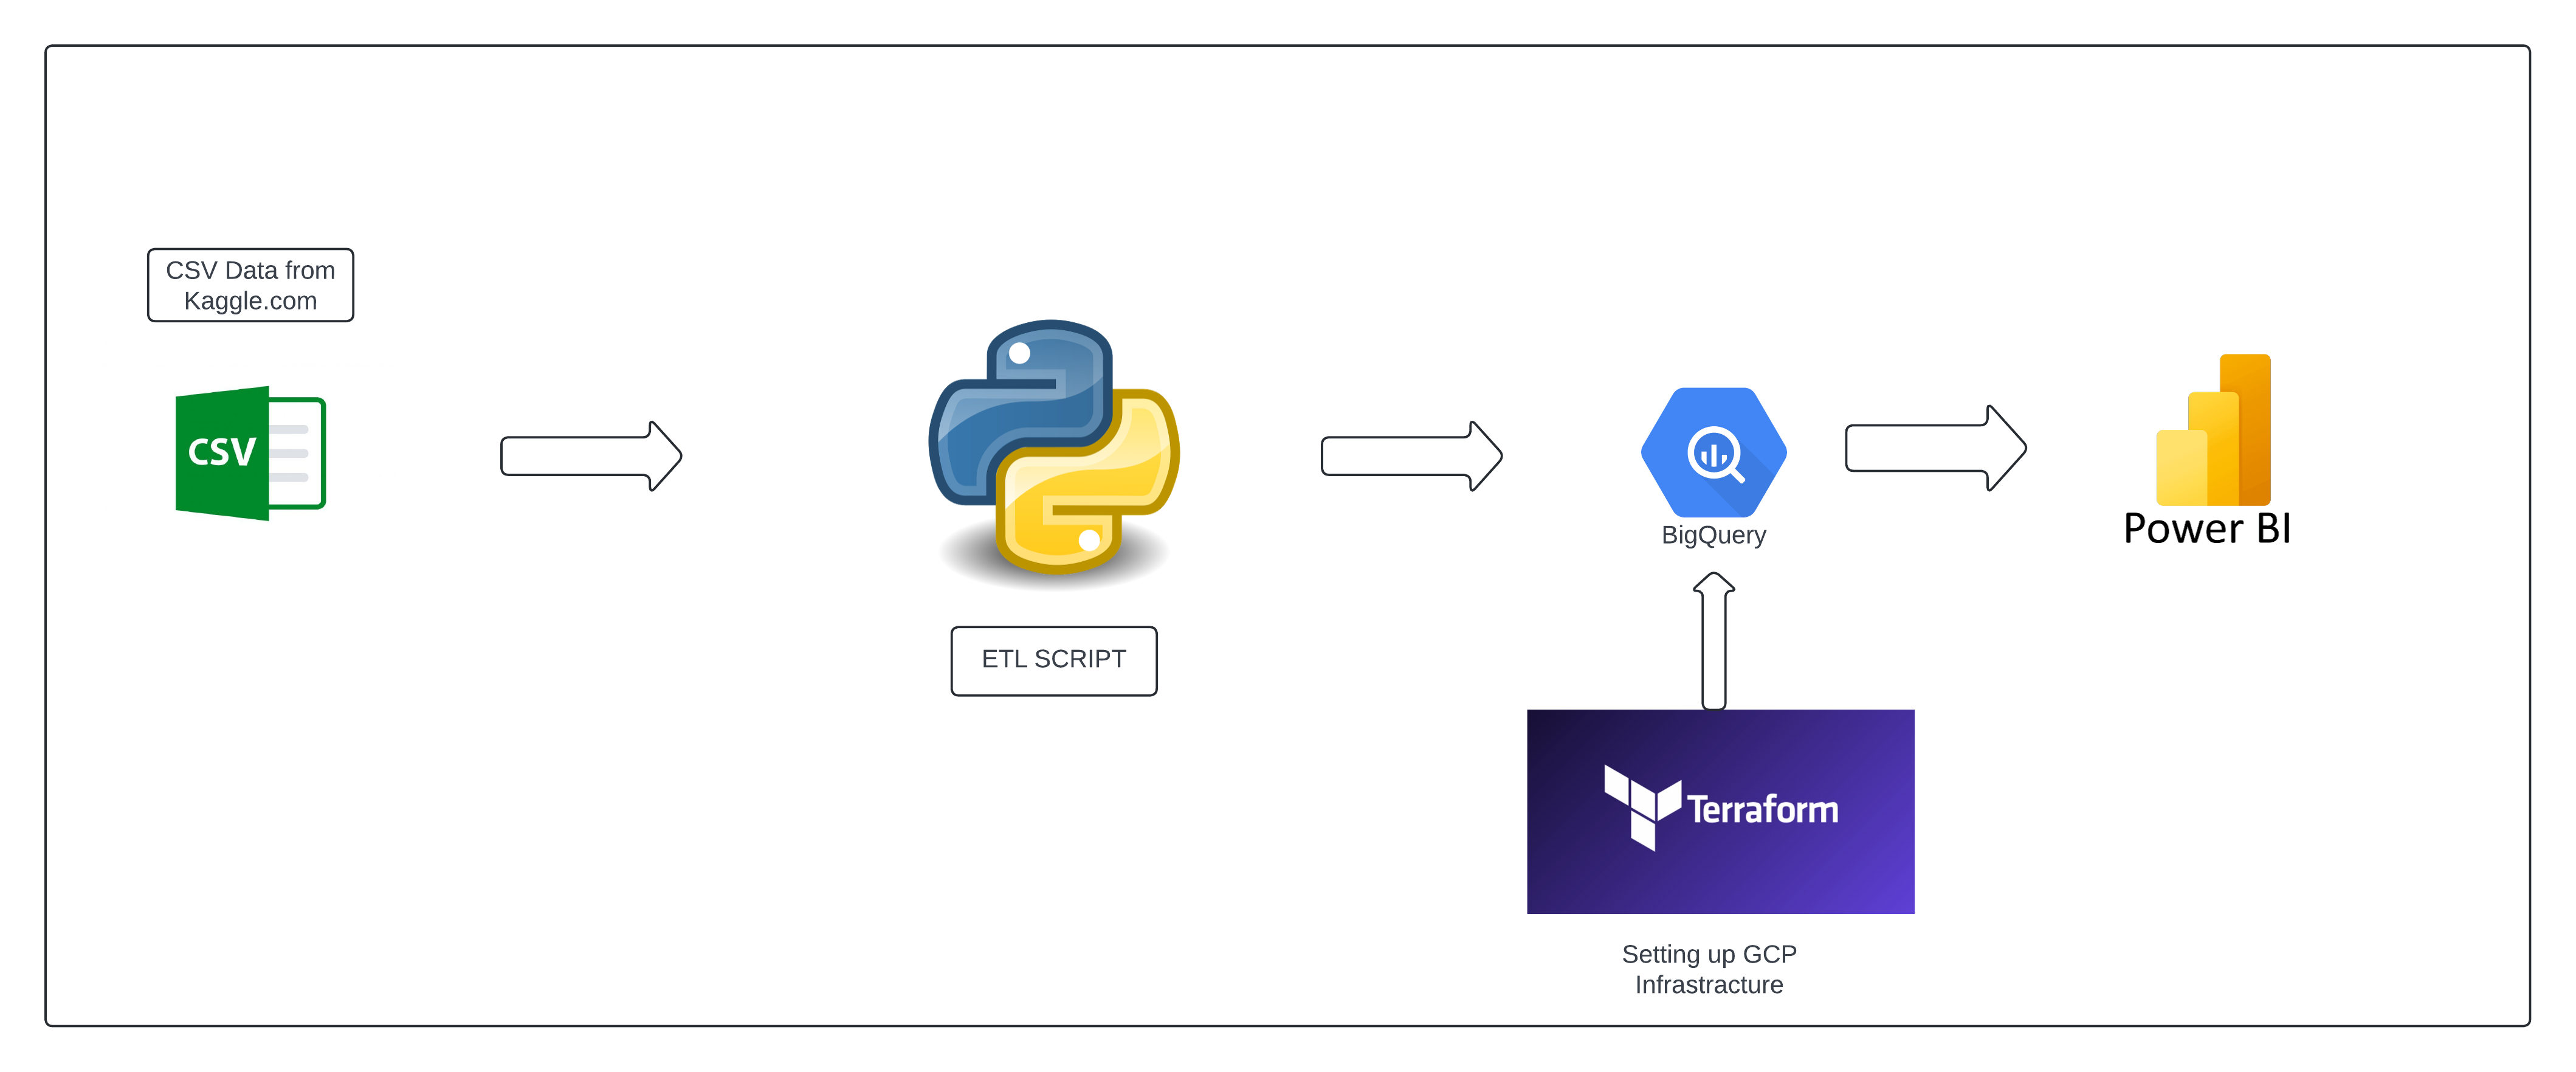 CSV Data from
Kaggle.com
CSV
ETL SCRIPT
BigQuery
Power BI
Terraform
Setting up GCP
Infrastracture